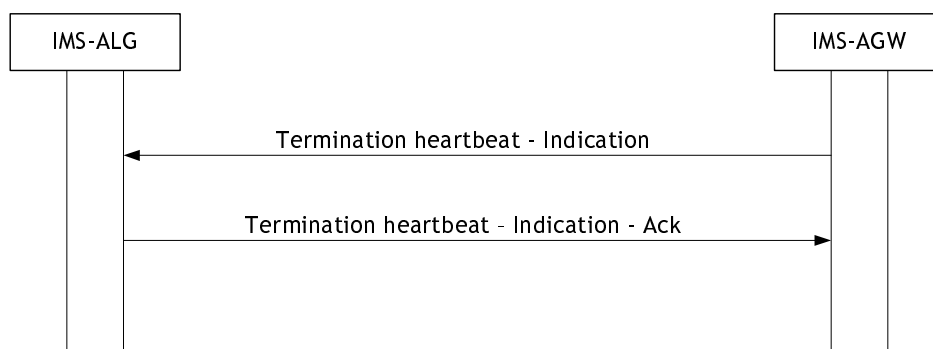 IMS-ALG
IMS-AGW
Termination heartbeat - Indication
Termination heartbeat – Indication - Ack